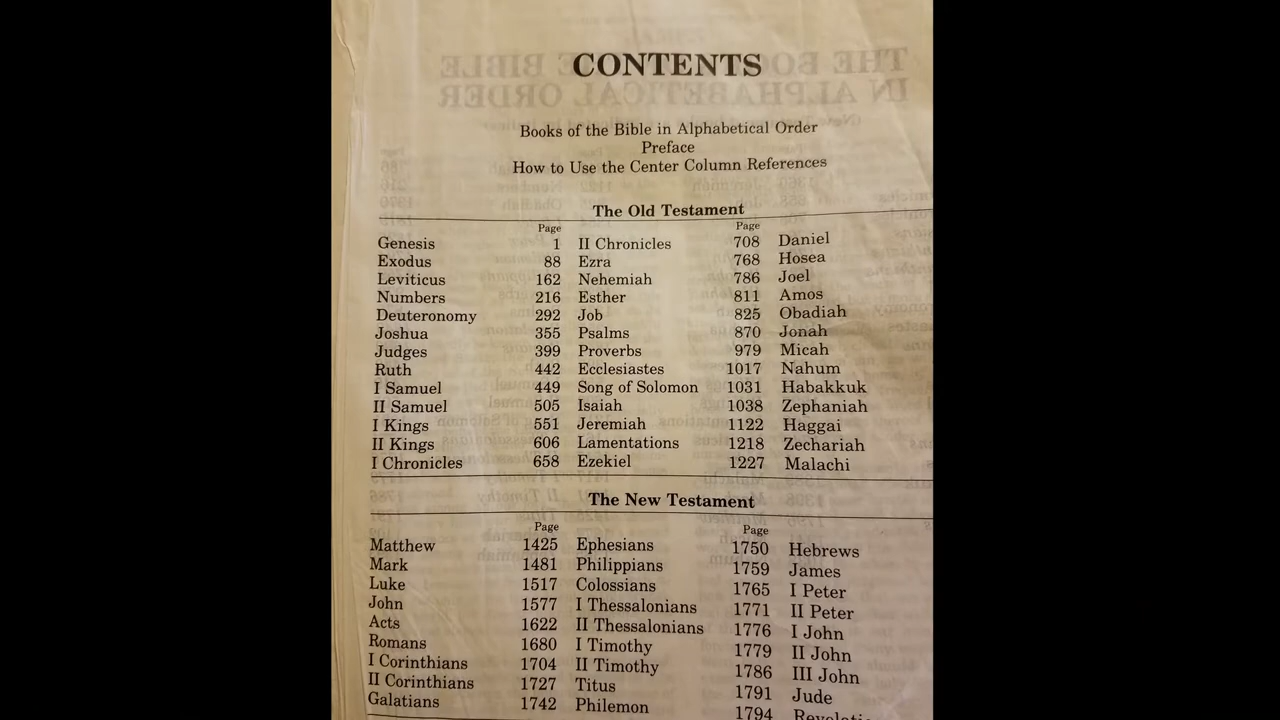 CONTENTS
Books of the Bible in Alphabetical Order
Preface
How to Use the Center Column References
The Old Testament
Page Page
Genesis 1 II Chronicles 708 Daniel
Exodus 88 Ezra 768 Hosea
Leviticus 162 Nehemiah 786 Joel
Numbers 216 Esther 811 Amos
Deuteronomy 292 Job 825 Obadiah
Joshua 355 Psalms 870 Jonah
Judges 399 Proverbs 979 Micah
Ruth 442 Ecclesiastes 1017 Nahum
I Samuel 449 Song of Solomon 1031 Habakkuk
II Samuel 505 Isaiah 1038 Zephaniah
I Kings 551 Jeremiah 1122 Haggai
II Kings 606 Lamentations 1218 Zechariah
I Chronicles 658 Ezekiel 1227 Malachi
The New Testament
Page Page
Matthew 1425 Ephesians 1750 Hebrews
Mark 1481 Philippians 1759 James
Luke 1517 Colossians 1765 I Peter
John 1577 I Thessalonians 1771 II Peter
Acts 1622 II Thessalonians 1776 I John
Romans 1680 I Timothy 1779 II John
I Corinthians 1704 II Timothy 1786 III John
II Corinthians 1727 Titus 1791 Jude
Galatians 1742 Philemon 1794